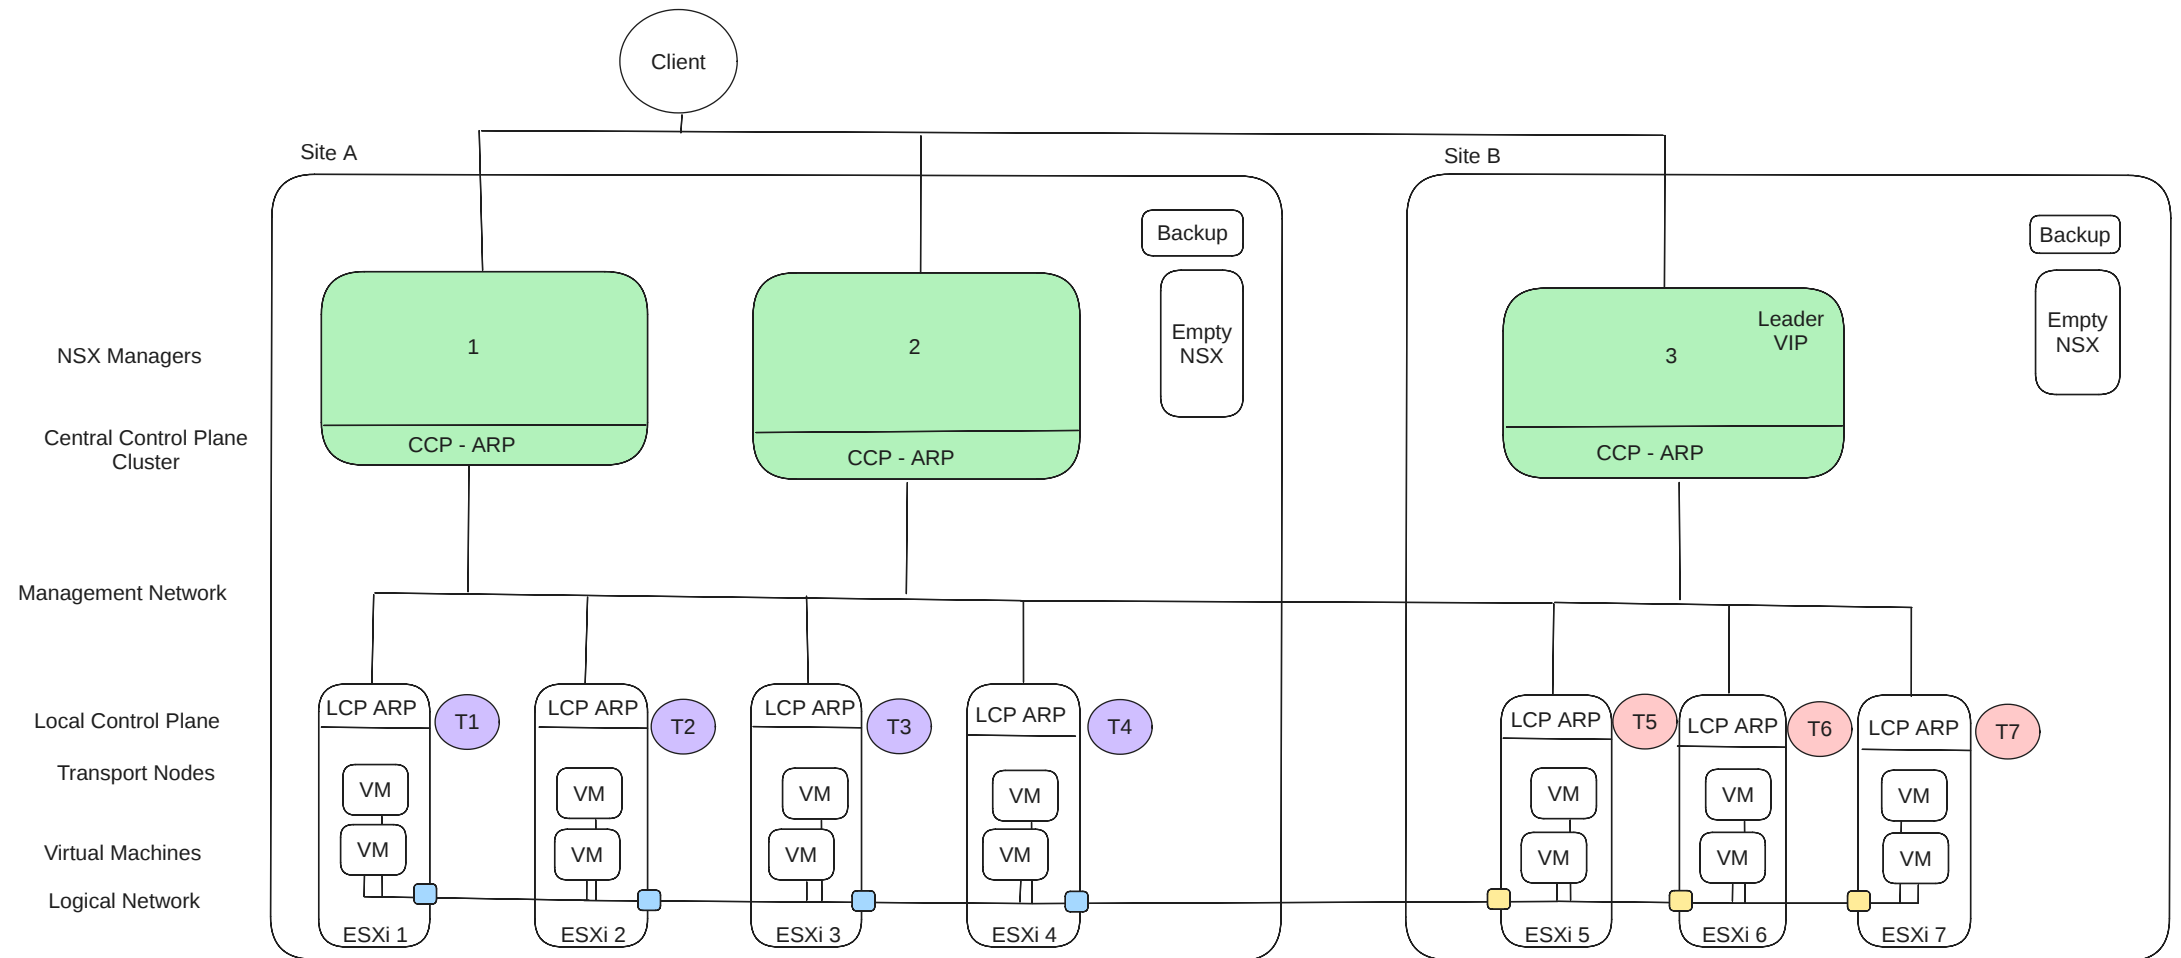 Client
Site A
Site B
Backup
Backup
Empty
NSX
Empty
NSX
NSX Managers
1
2
3
Leader
VIP
Central Control Plane
Cluster
CCP - ARP
CCP - ARP
CCP - ARP
Management Network
Local Control Plane
LCP ARP
T1
LCP ARP
T2
LCP ARP
T3
LCP ARP
T4
LCP ARP
T5
LCP ARP
T6
LCP ARP
T7
Transport Nodes
VM
VM
VM
VM
VM
VM
VM
Virtual Machines
VM
VM
VM
VM
VM
VM
VM
Logical Network
ESXi 1
ESXi 2
ESXi 3
ESXi 4
ESXi 5
ESXi 6
ESXi 7